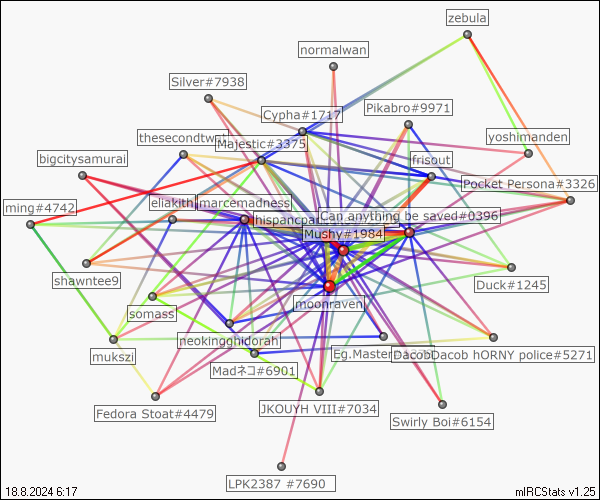 zebula
normalwan
Silver#7938
Cypha#1717
Pikabro#9971
thesecondtwin
Majestic#3375
yoshimanden
bigcitysamurai
frisout
Pocket Persona#3326
eliakith
marcemadness
ming#4742
Can anything be saved#0396
Mushy#1984
shawntee9
Duck#1245
moonraven
somass
neokingghidorah
mukszi
Eg.Master
DacobDacob hORNY police#5271
Madネコ#6901
Fedora Stoat#4479
JKOUYH VIII#7034
Swirly Boi#6154
LPK2387 #7690
18.8.2024 6:17
mIRCStats v1.25